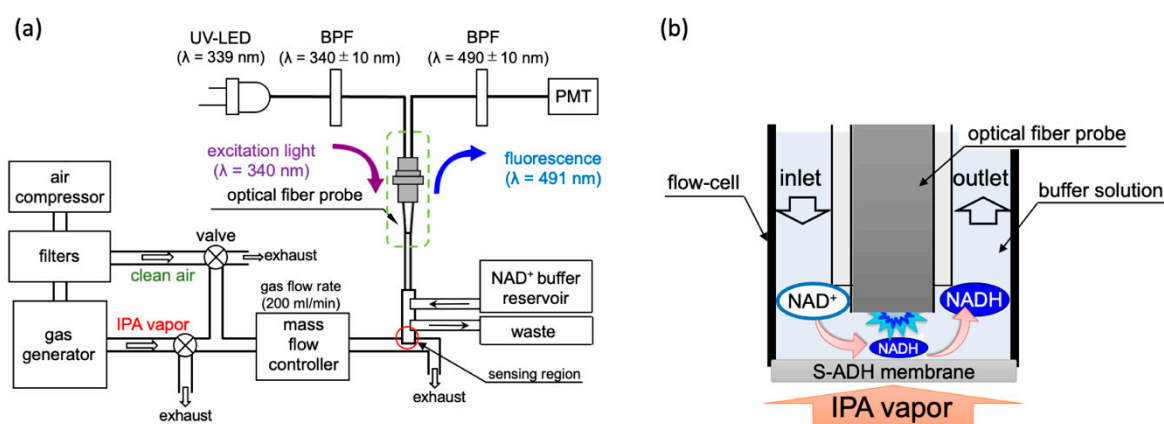 (a)
UV-LED
(λ = 339 nm)
BPF
(λ = 340 ± 10 nm)
BPF
(λ = 490 ± 10 nm)
PMT
excitation light
(λ = 340 nm)
fluorescence
(λ = 491 nm)
optical fiber probe
air
compressor
filters
valve
exhaust
clean air
gas
generator
IPA vapor
exhaust
gas flow rate
(200 ml/min)
mass
flow
controller
NAD+ buffer
reservoir
waste
sensing region
exhaust
(b)
optical fiber probe
flow-cell
inlet
outlet
buffer solution
NAD+
NADH
NADH
S-ADH membrane
IPA vapor